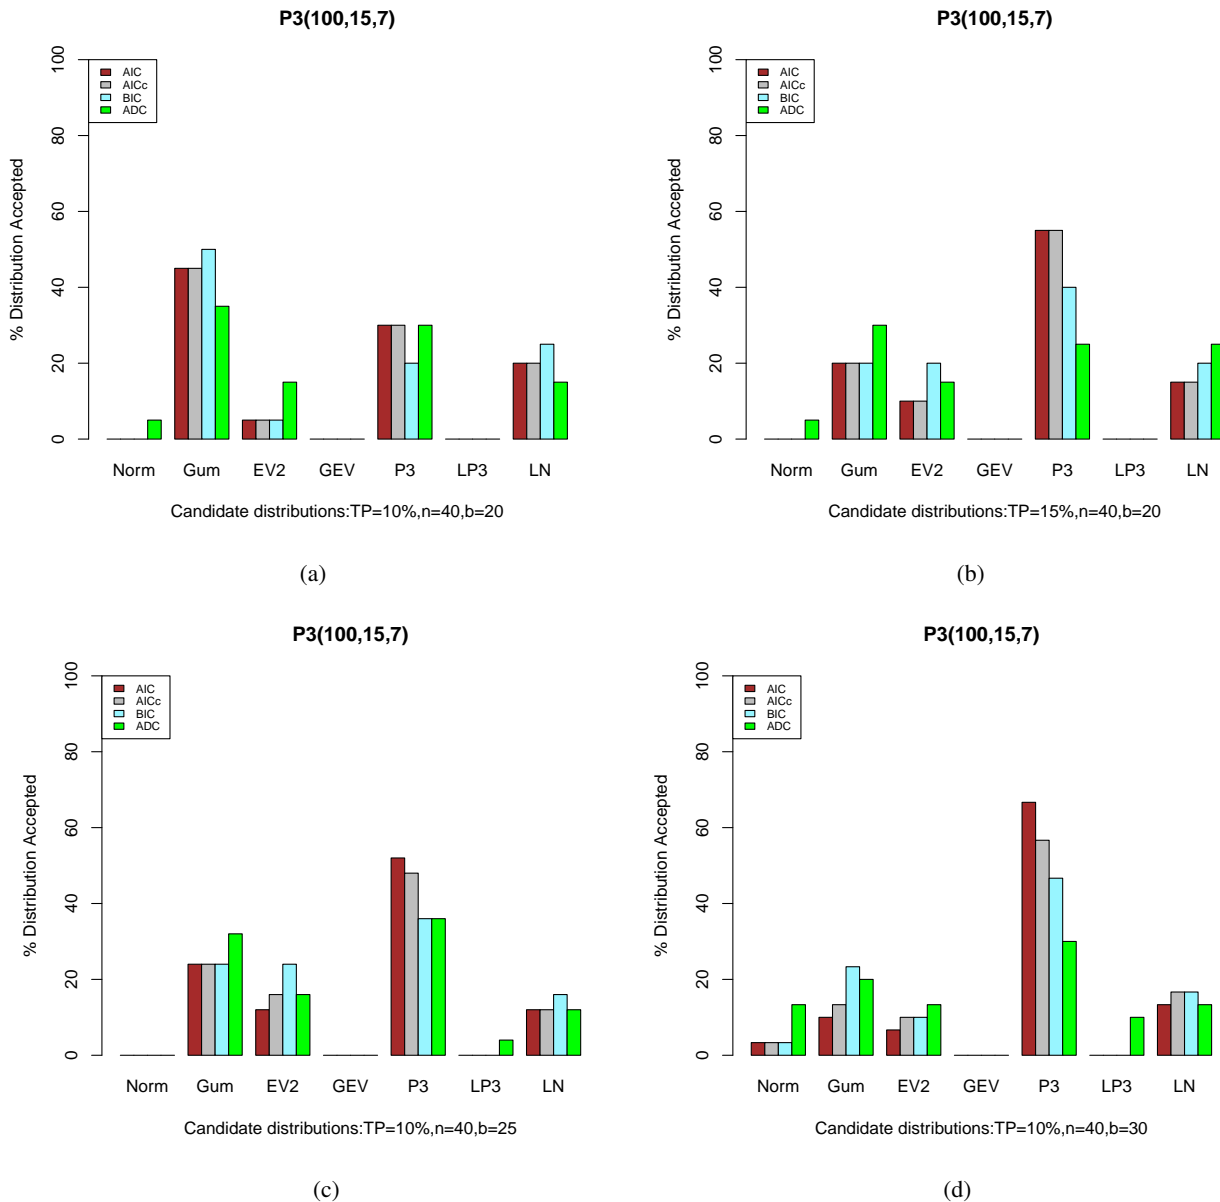 P3(100,15,7)
100
80
60
40
20
0
% Distribution Accepted
AIC
AICc
BIC
ADC
Norm Gum EV2 GEV P3 LP3 LN
Candidate distributions:TP=10%,n=40,b=20
(a)
P3(100,15,7)
100
80
60
40
20
0
% Distribution Accepted
AIC
AICc
BIC
ADC
Norm Gum EV2 GEV P3 LP3 LN
Candidate distributions:TP=15%,n=40,b=20
(b)
P3(100,15,7)
100
80
60
40
20
0
% Distribution Accepted
AIC
AICc
BIC
ADC
Norm Gum EV2 GEV P3 LP3 LN
Candidate distributions:TP=10%,n=40,b=25
(c)
P3(100,15,7)
100
80
60
40
20
0
% Distribution Accepted
AIC
AICc
BIC
ADC
Norm Gum EV2 GEV P3 LP3 LN
Candidate distributions:TP=10%,n=40,b=30
(d)